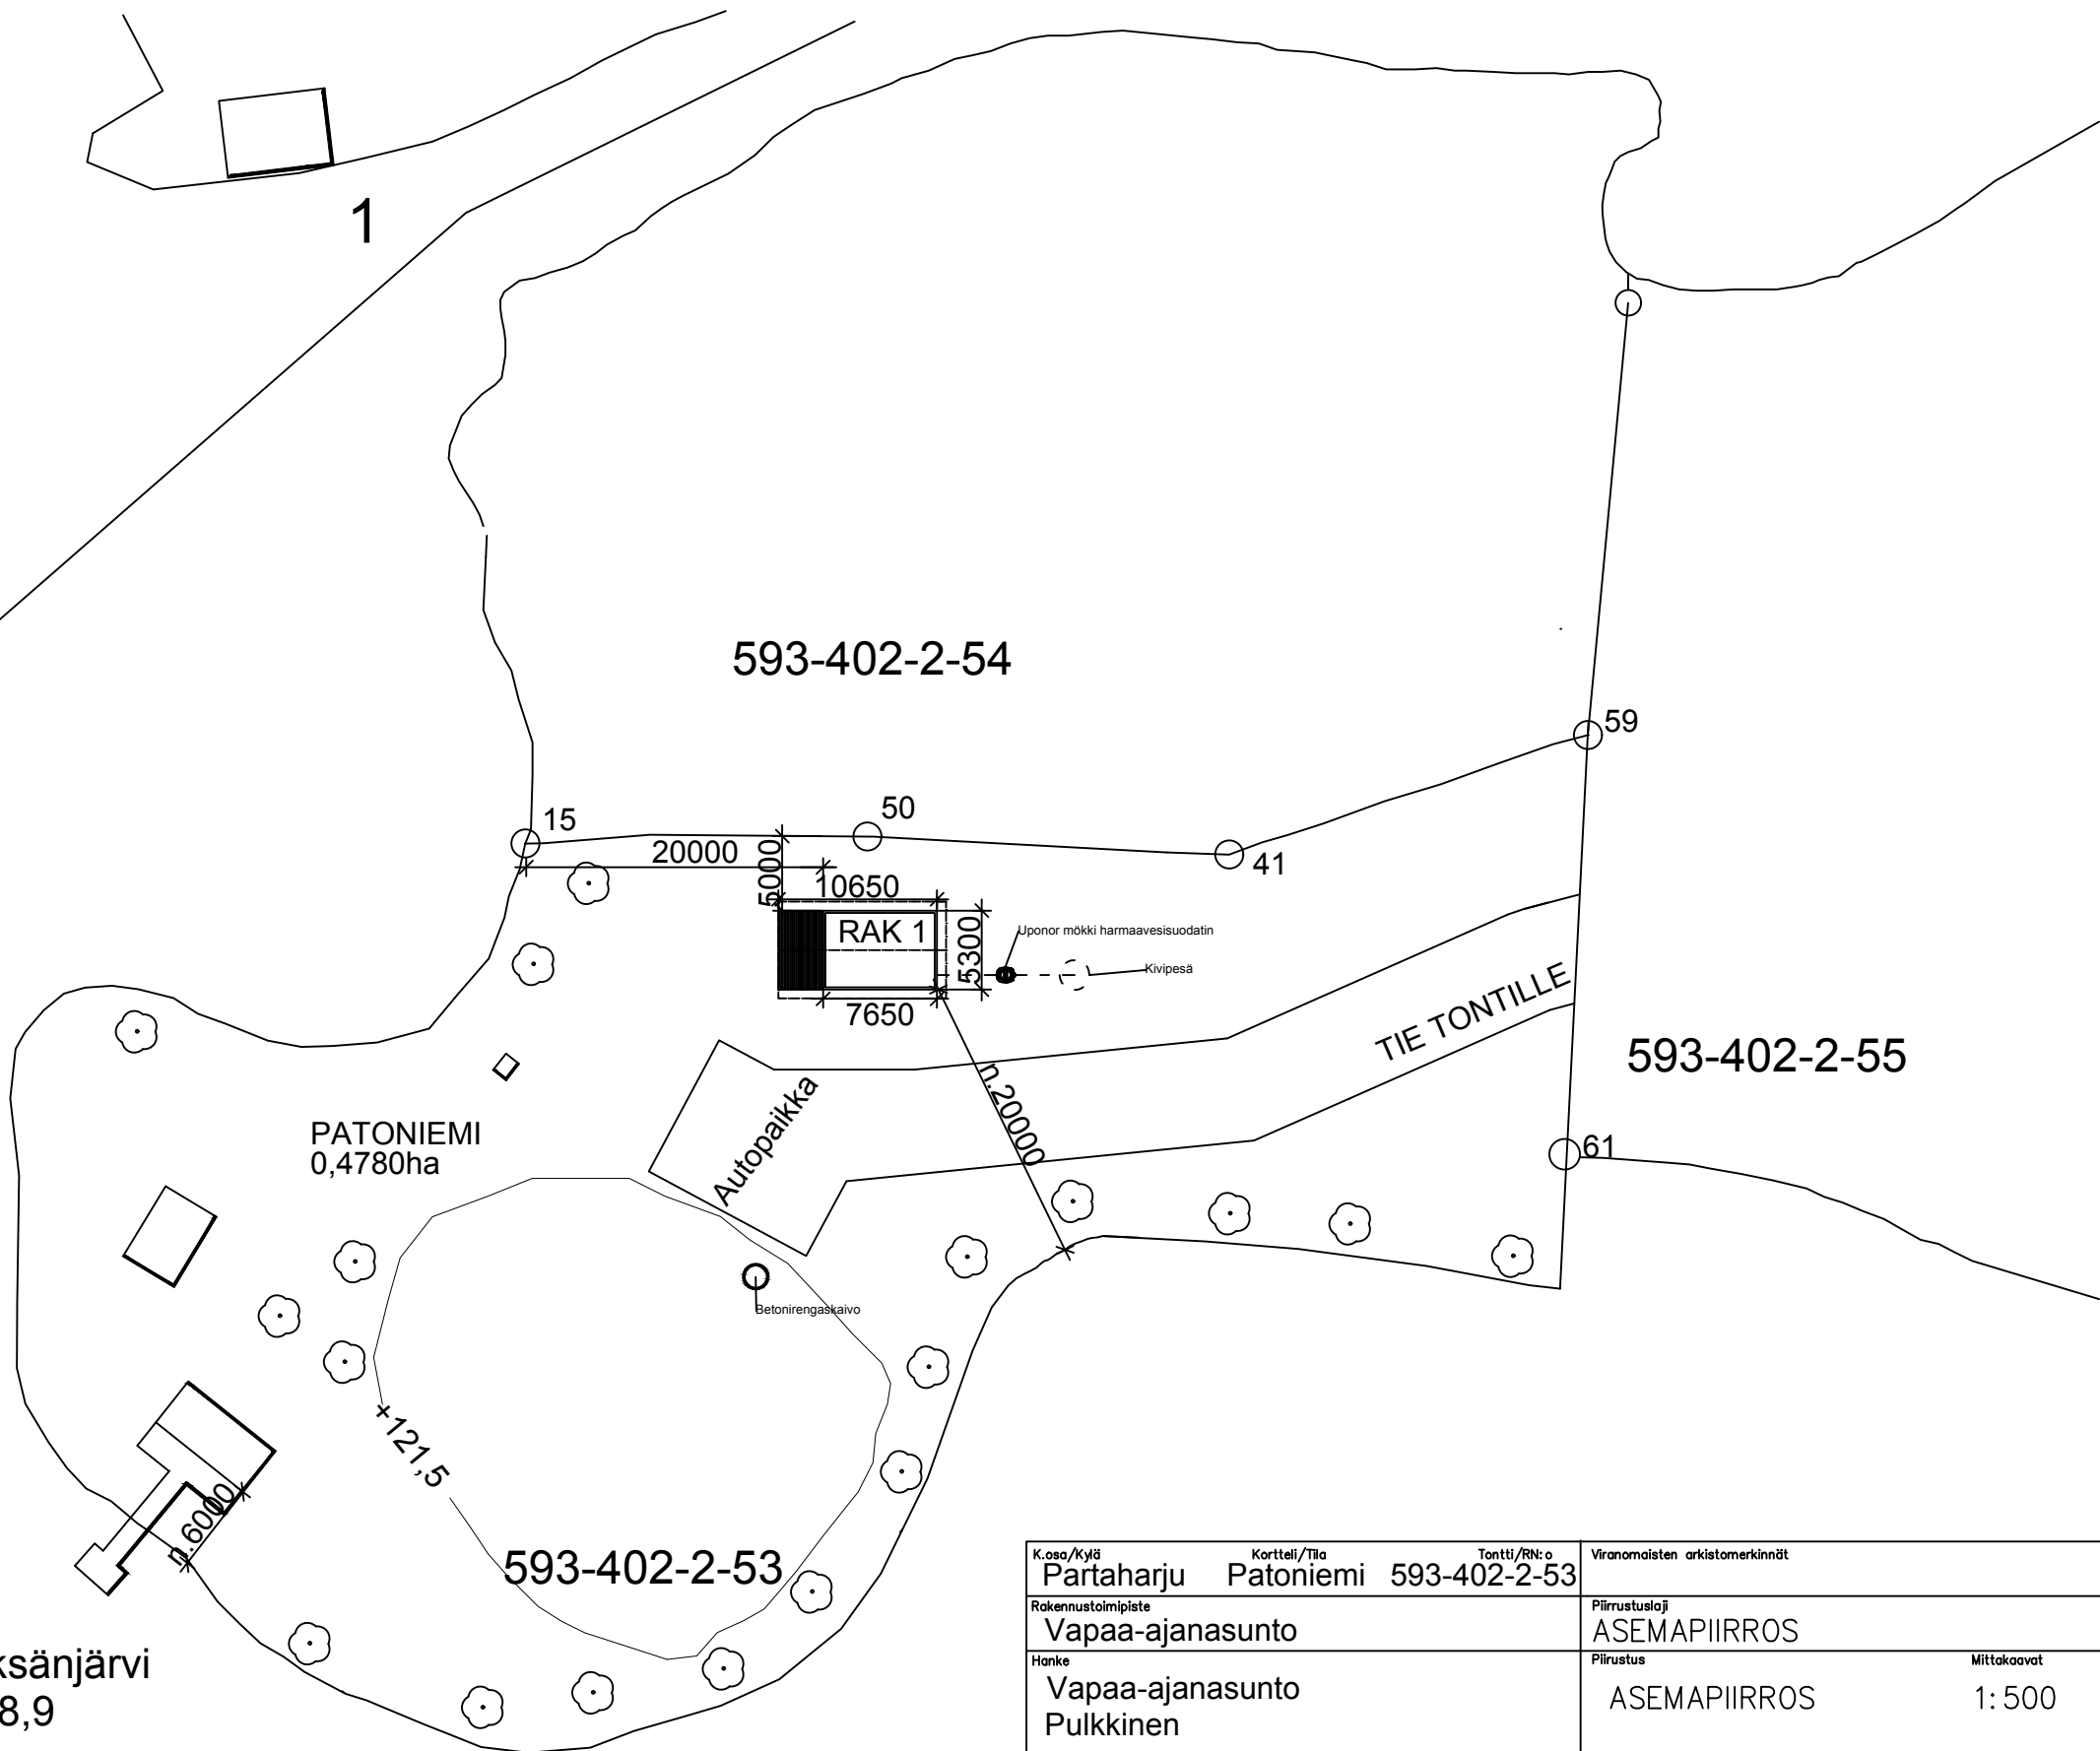 1
593-402-2-54
59
15
50
20000
5000
41
10650
RAK 1
5300
Uponor mökki harmaavesisuodatin
Kivipesä
7650
TIE TONTILLE
593-402-2-55
n.20000
Autopaikka
PATONIEMI
0,4780ha
61
Betonirengaskaivo
+121,5
n.6000
593-402-2-53
ksänjärvi
8,9
K.osa/Kylä Kortteli/Tila Tontti/RN:o Viranomaisten arkistomerkinnät
Partaharju Patoniemi 593-402-2-53
Rakennustoimipiste Piirrustuslaji
Vapaa-ajanasunto ASEMAPIIRROS
Hanke Piirustus Mittakaavat
Vapaa-ajanasunto ASEMAPIIRROS 1:500
Pulkkinen